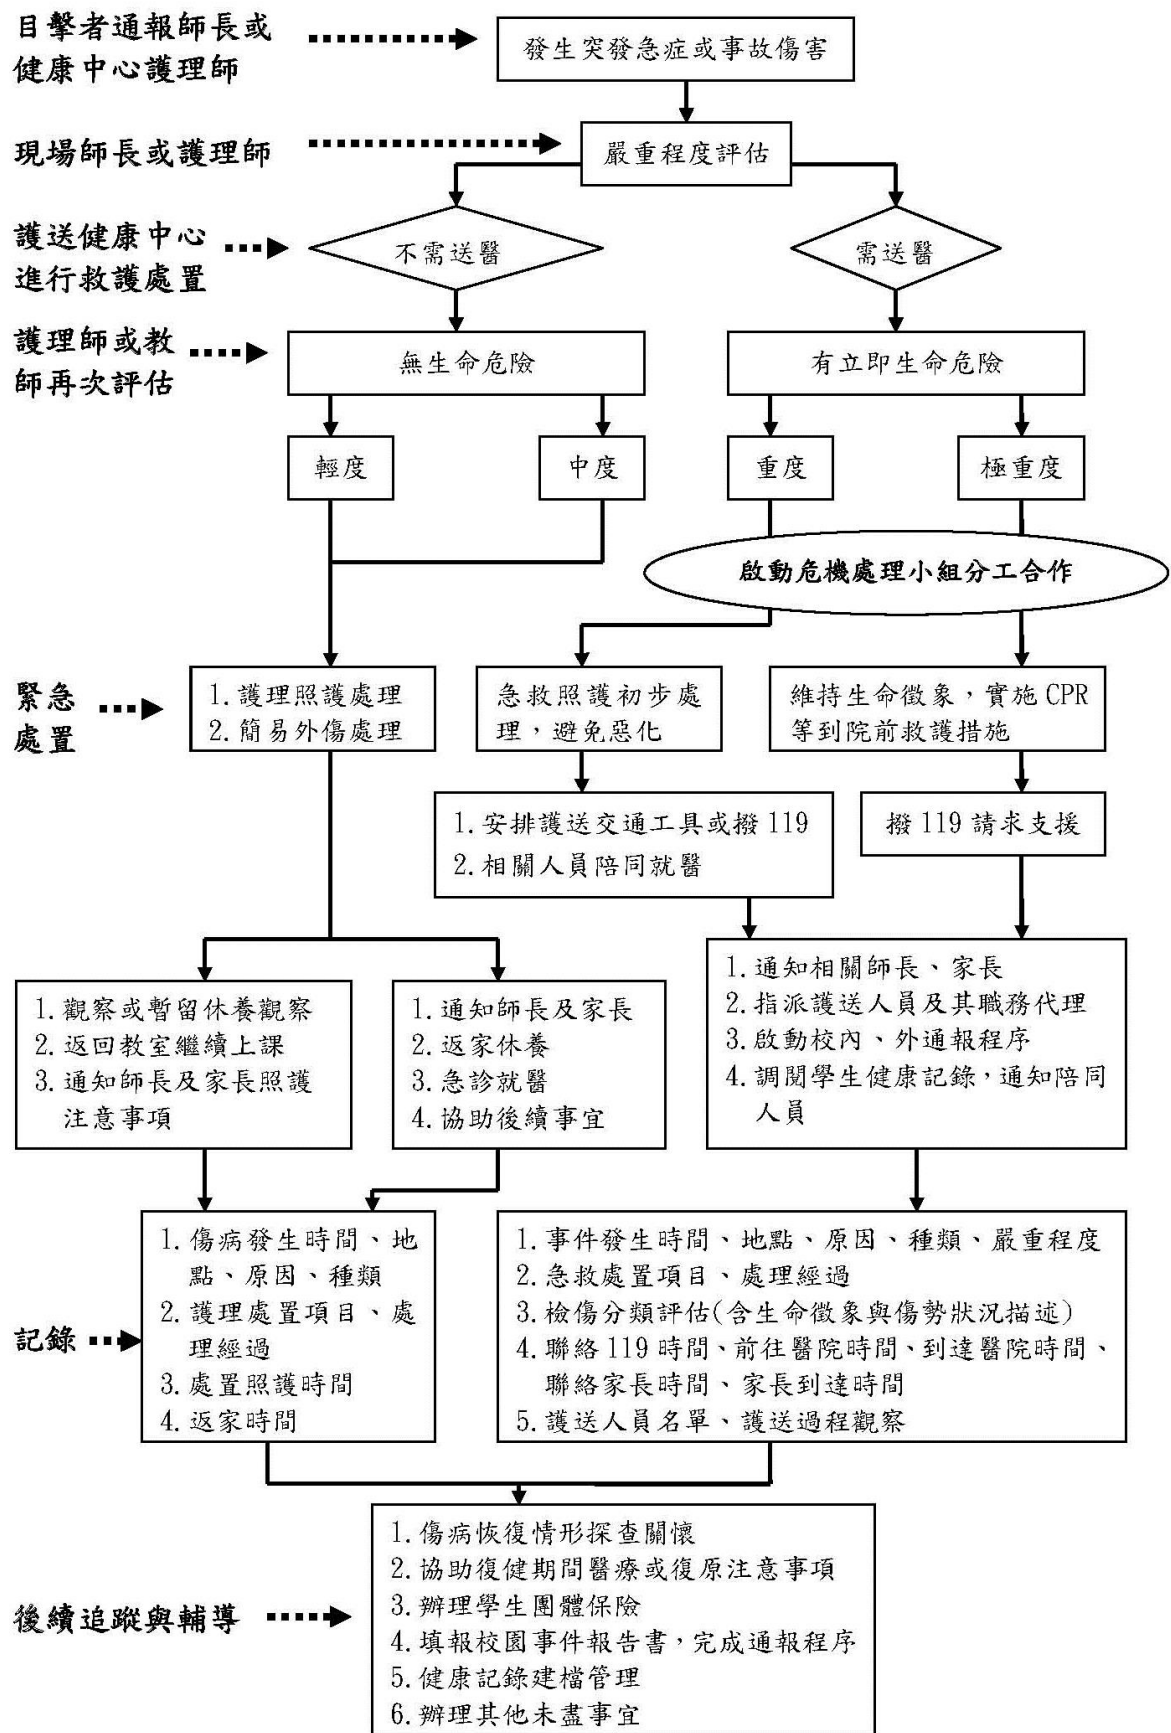 目擊者通報師長或
健康中心護理師
發生突發急症或事故傷害
現場師長或護理師
嚴重程度評估
護送健康中心
進行救護處置
不需送醫
需送醫
護理師或教
師再次評估
無生命危險
有立即生命危險
輕度
中度
重度
極重度
啟動危機處理小組分工合作
緊急
處置
1. 護理照護處理
2. 簡易外傷處理
急救照護初步處
理，避免惡化
維持生命徵象，實施 CPR
等到院前救護措施
1. 安排護送交通工具或撥 119
2. 相關人員陪同就醫
撥 119 請求支援
1. 觀察或暫留休養觀察
2. 返回教室繼續上課
3. 通知師長及家長照護
注意事項
1. 通知師長及家長
2. 返家休養
3. 急診就醫
4. 協助後續事宜
1. 通知相關師長、家長
2. 指派護送人員及其職務代理
3. 啟動校內、外通報程序
4. 調閱學生健康記錄，通知陪同
人員
記錄
1. 傷病發生時間、地
點、原因、種類
2. 護理處置項目、處
理經過
3. 處置照護時間
4. 返家時間
1. 事件發生時間、地點、原因、種類、嚴重程度
2. 急救處置項目、處理經過
3. 檢傷分類評估(含生命徵象與傷勢狀況描述)
4. 聯絡 119 時間、前往醫院時間、到達醫院時間、
聯絡家長時間、家長到達時間
5. 護送人員名單、護送過程觀察
後續追蹤與輔導
1. 傷病恢復情形探查關懷
2. 協助復健期間醫療或復原注意事項
3. 辦理學生團體保險
4. 填報校園事件報告書，完成通報程序
5. 健康記錄建檔管理
6. 辦理其他未盡事宜